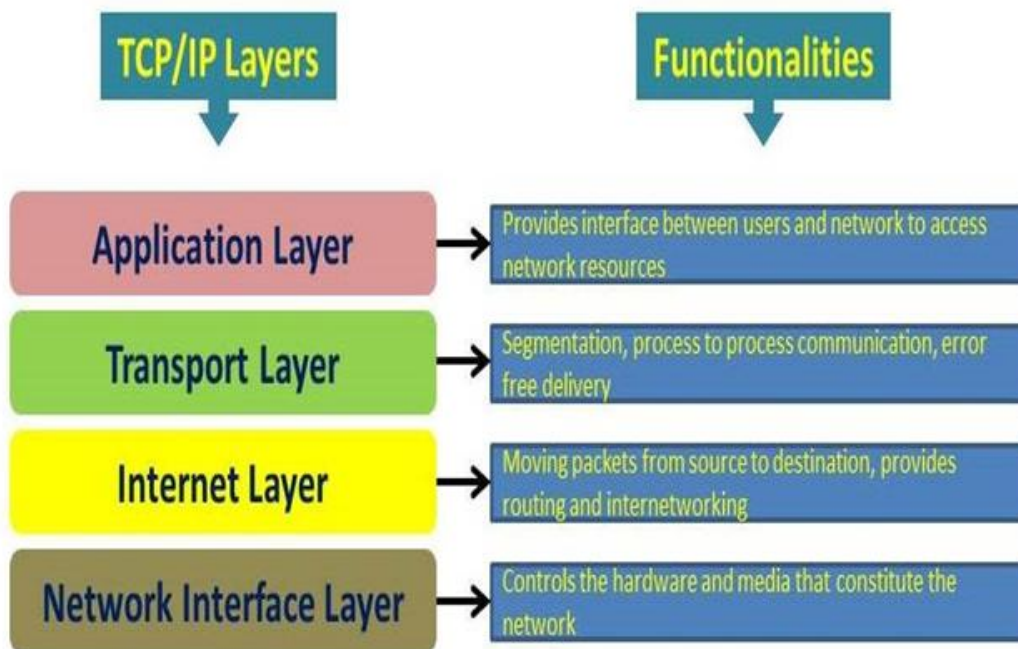 TCP/IP Layers
Functionalities
Application Layer
Provides interface between users and network to access
network resources
Transport Layer
Segmentation, process to process communication, error
free delivery
Internet Layer
Moving packets from source to destination, provides
routing and internetworking
Network Interface Layer
Controls the hardware and media that constitute the
network